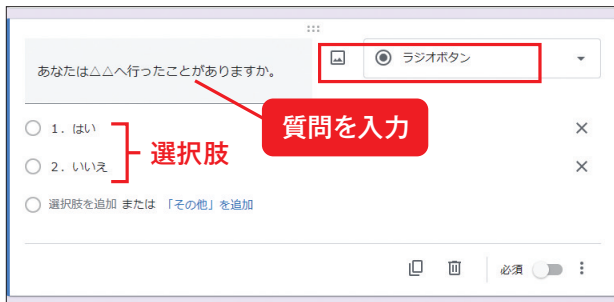 あなたは△△へ行ったことがありますか。
ラジオボタン
質問を入力
1. はい
2. いいえ
選択肢
選択肢を追加 または 「その他」を追加
必須